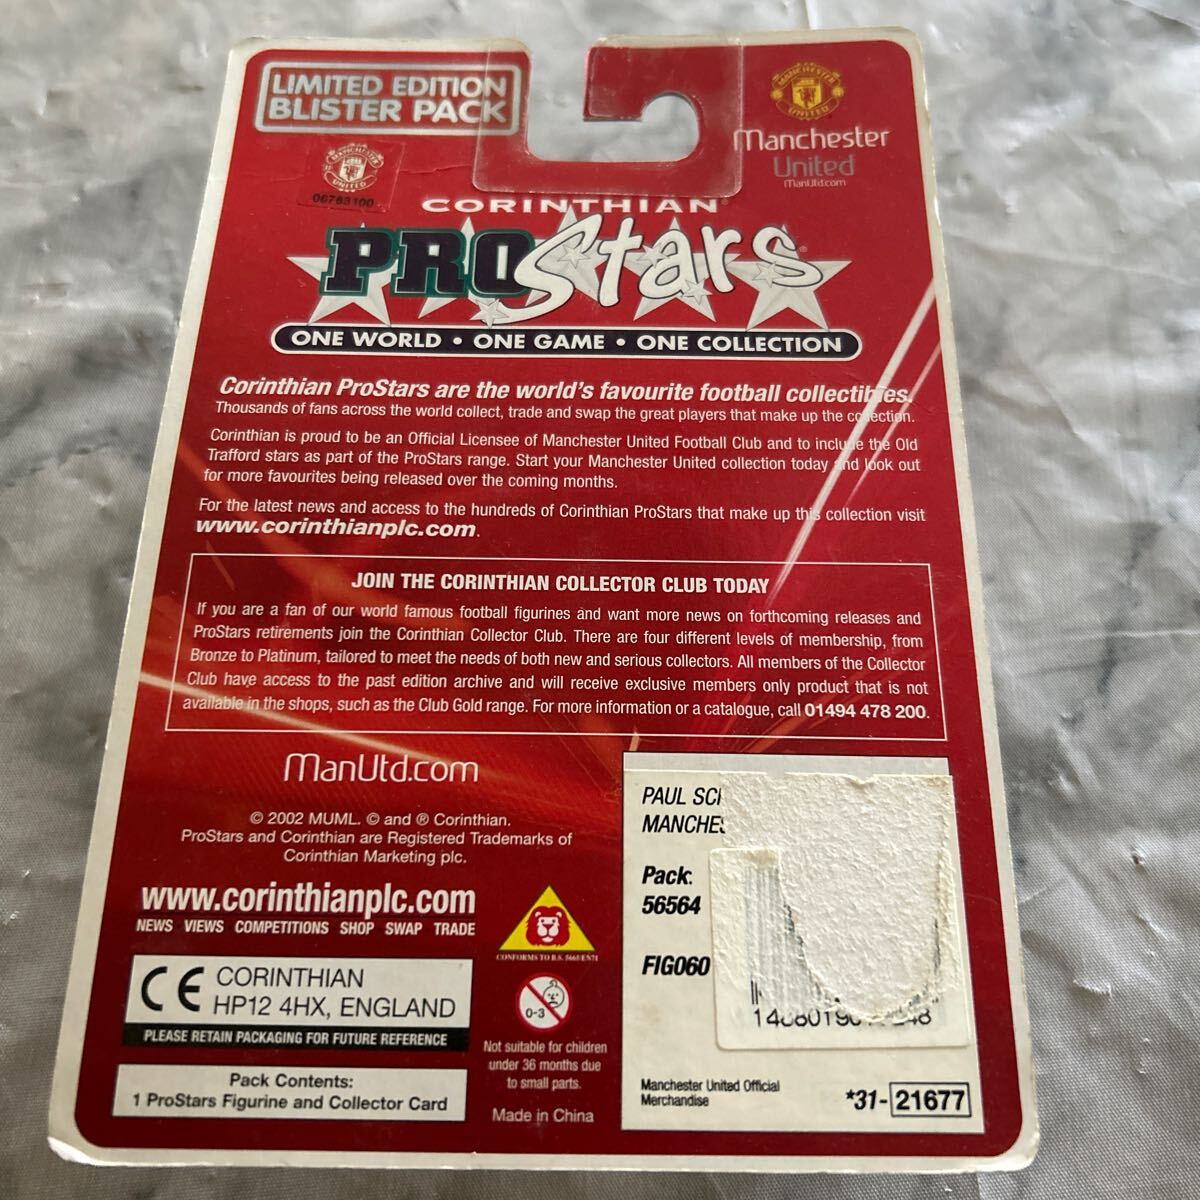 LIMITED EDITION
BLISTER PACK
MANCHESTER
UNITED
Manchester
United
ManUtd.com
MANCHESTER
UNITED
06763100
CORINTHIAN®
PROStars®
ONE WORLD • ONE GAME • ONE COLLECTION
Corinthian ProStars are the world's favourite football collectibles.
Thousands of fans across the world collect, trade and swap the great players that make up the collection.
Corinthian is proud to be an Official Licensee of Manchester United Football Club and to include the Old
Trafford stars as part of the ProStars range. Start your Manchester United collection today and look out
for more favourites being released over the coming months.
For the latest news and access to the hundreds of Corinthian ProStars that make up this collection visit
www.corinthianplc.com.
JOIN THE CORINTHIAN COLLECTOR CLUB TODAY
If you are a fan of our world famous football figurines and want more news on forthcoming releases and
ProStars retirements join the Corinthian Collector Club. There are four different levels of membership, from
Bronze to Platinum, tailored to meet the needs of both new and serious collectors. All members of the Collector
Club have access to the past edition archive and will receive exclusive members only product that is not
available in the shops, such as the Club Gold range. For more information or a catalogue, call 01494 478 200.
ManUtd.com
© 2002 MUML. © and ® Corinthian.
ProStars and Corinthian are Registered Trademarks of
Corinthian Marketing plc.
www.corinthianplc.com
NEWS VIEWS COMPETITIONS SHOP SWAP TRADE
CE CORINTHIAN
HP12 4HX, ENGLAND
PLEASE RETAIN PACKAGING FOR FUTURE REFERENCE
Pack Contents:
1 ProStars Figurine and Collector Card
CONFORMS TO B.S. 5665/EN71
0-3
Not suitable for children
under 36 months due
to small parts.
Made in China
PAUL
Pack:
56564
FIG060
Manchester United Official
Merchandise
*31-21677